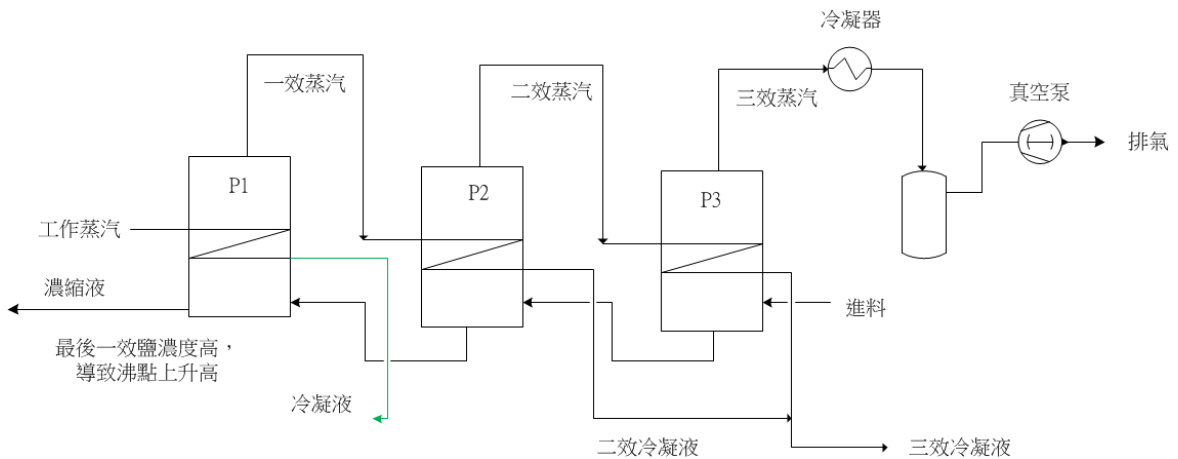 冷凝器
一效蒸汽
二效蒸汽
三效蒸汽
真空泵
排氣
P1
P2
P3
工作蒸汽
濃縮液
進料
最後一效鹽濃度高，
導致沸點上升高
冷凝液
二效冷凝液
三效冷凝液